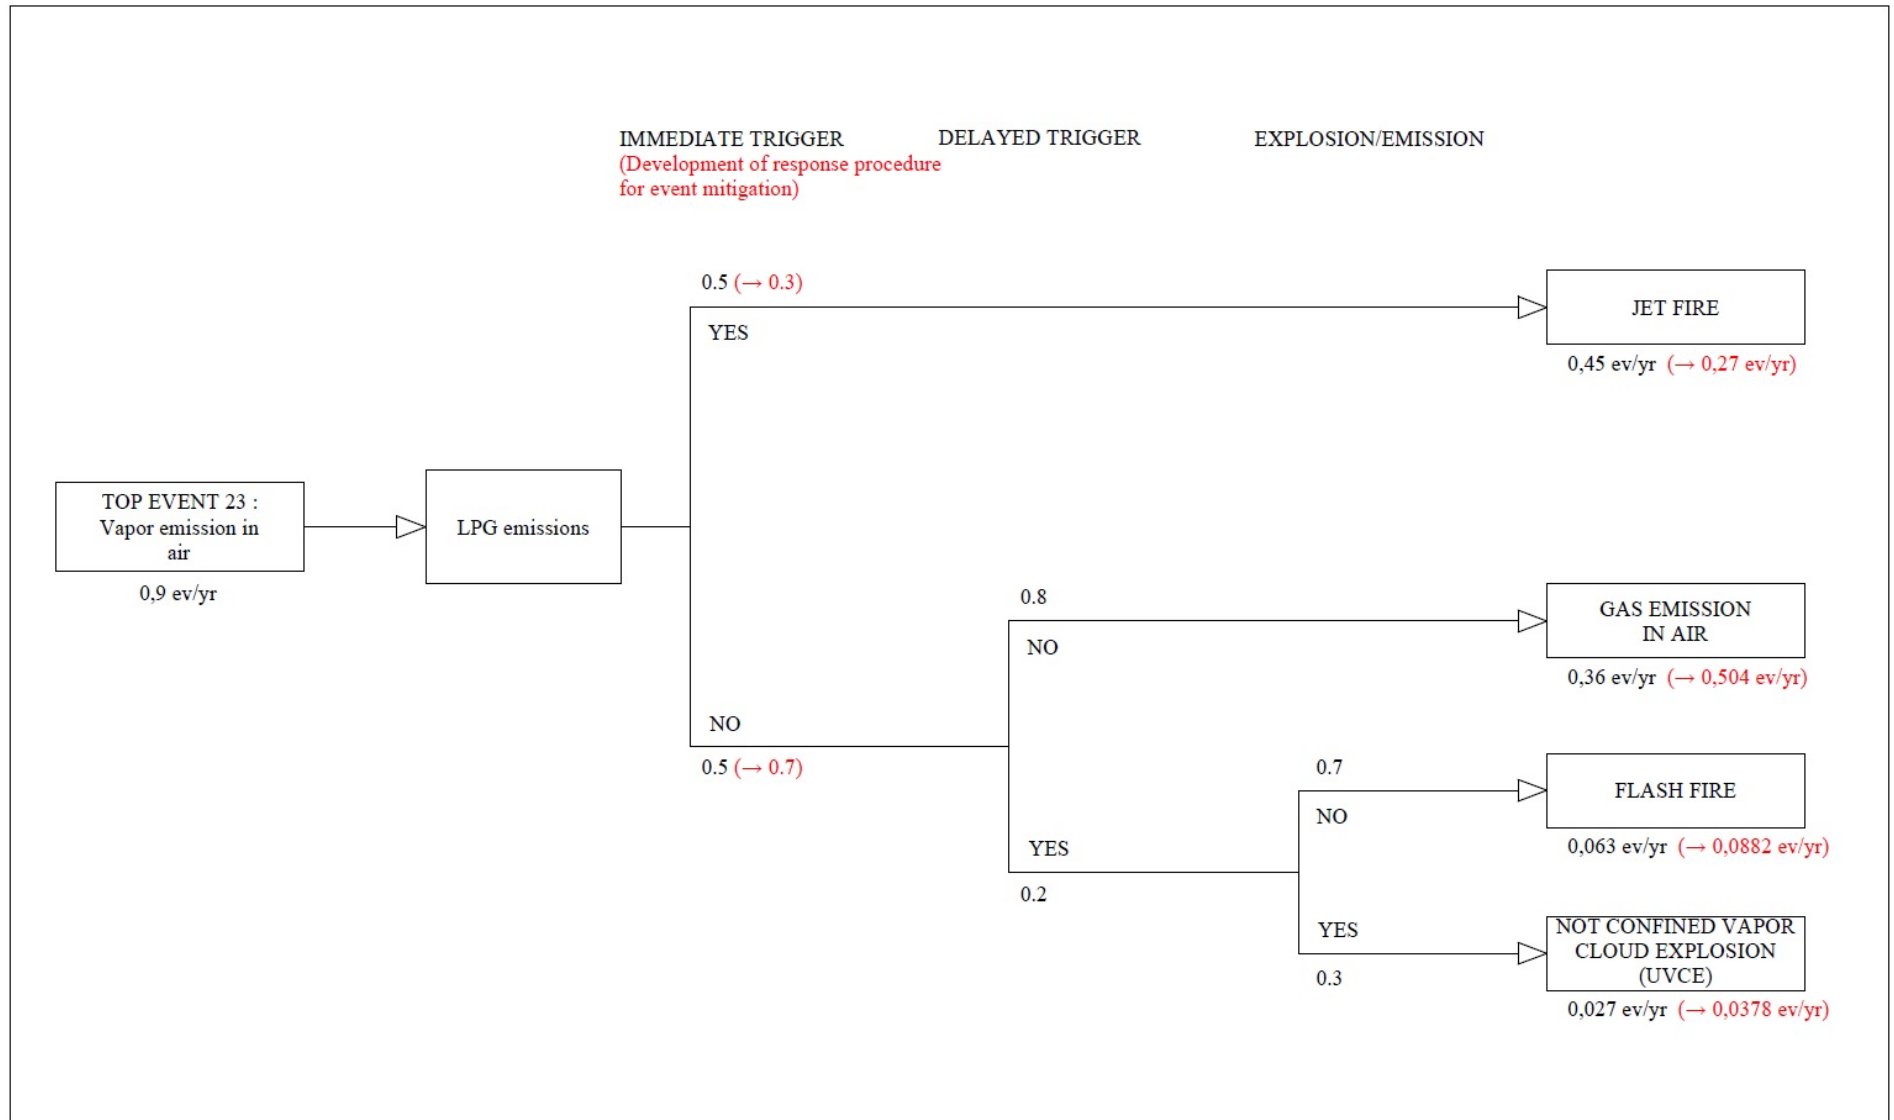 IMMEDIATE TRIGGER
(Development of response procedure
for event mitigation)
DELAYED TRIGGER
EXPLOSION/EMISSION
0.5 (→ 0.3)
YES
JET FIRE
0,45 ev/yr (→ 0,27 ev/yr)
TOP EVENT 23 :
Vapor emission in
air
0,9 ev/yr
LPG emissions
0.8
NO
GAS EMISSION
IN AIR
0,36 ev/yr (→ 0,504 ev/yr)
NO
0.5 (→ 0.7)
0.7
NO
FLASH FIRE
0,063 ev/yr (→ 0,0882 ev/yr)
YES
0.2
YES
0.3
NOT CONFINED VAPOR
CLOUD EXPLOSION
(UVCE)
0,027 ev/yr (→ 0,0378 ev/yr)